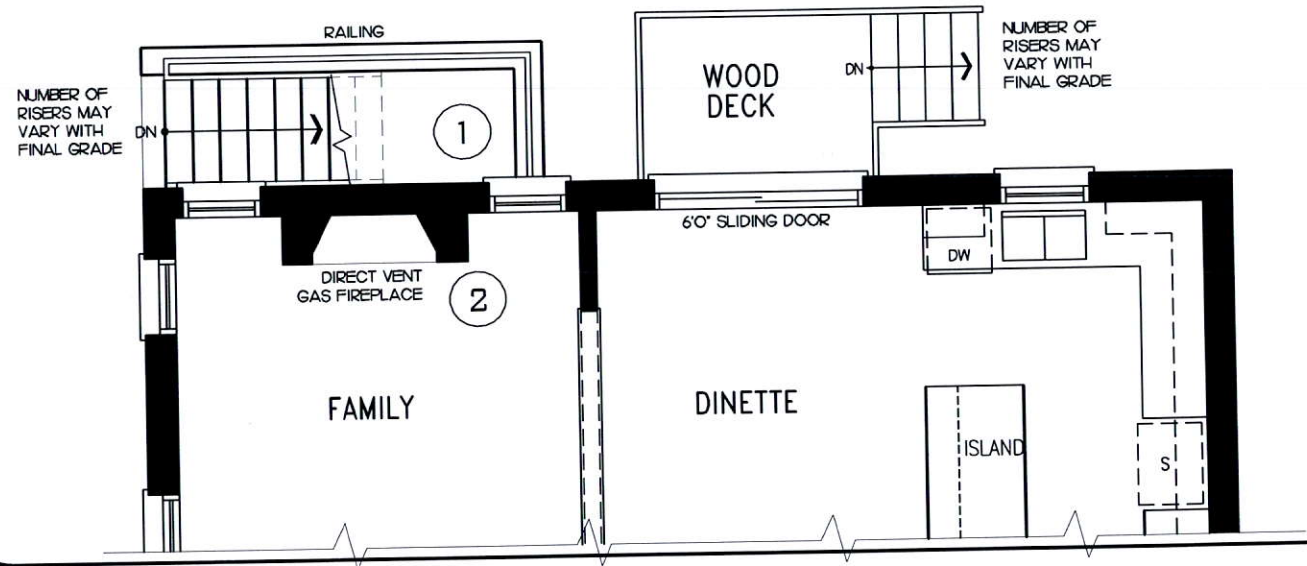 RAILING
NUMBER OF
RISERS MAY
VARY WITH
FINAL GRADE
DN
1
WOOD
DECK
DN
NUMBER OF
RISERS MAY
VARY WITH
FINAL GRADE
6'0" SLIDING DOOR
DW
DIRECT VENT
GAS FIREPLACE
2
FAMILY
DINETTE
ISLAND
S